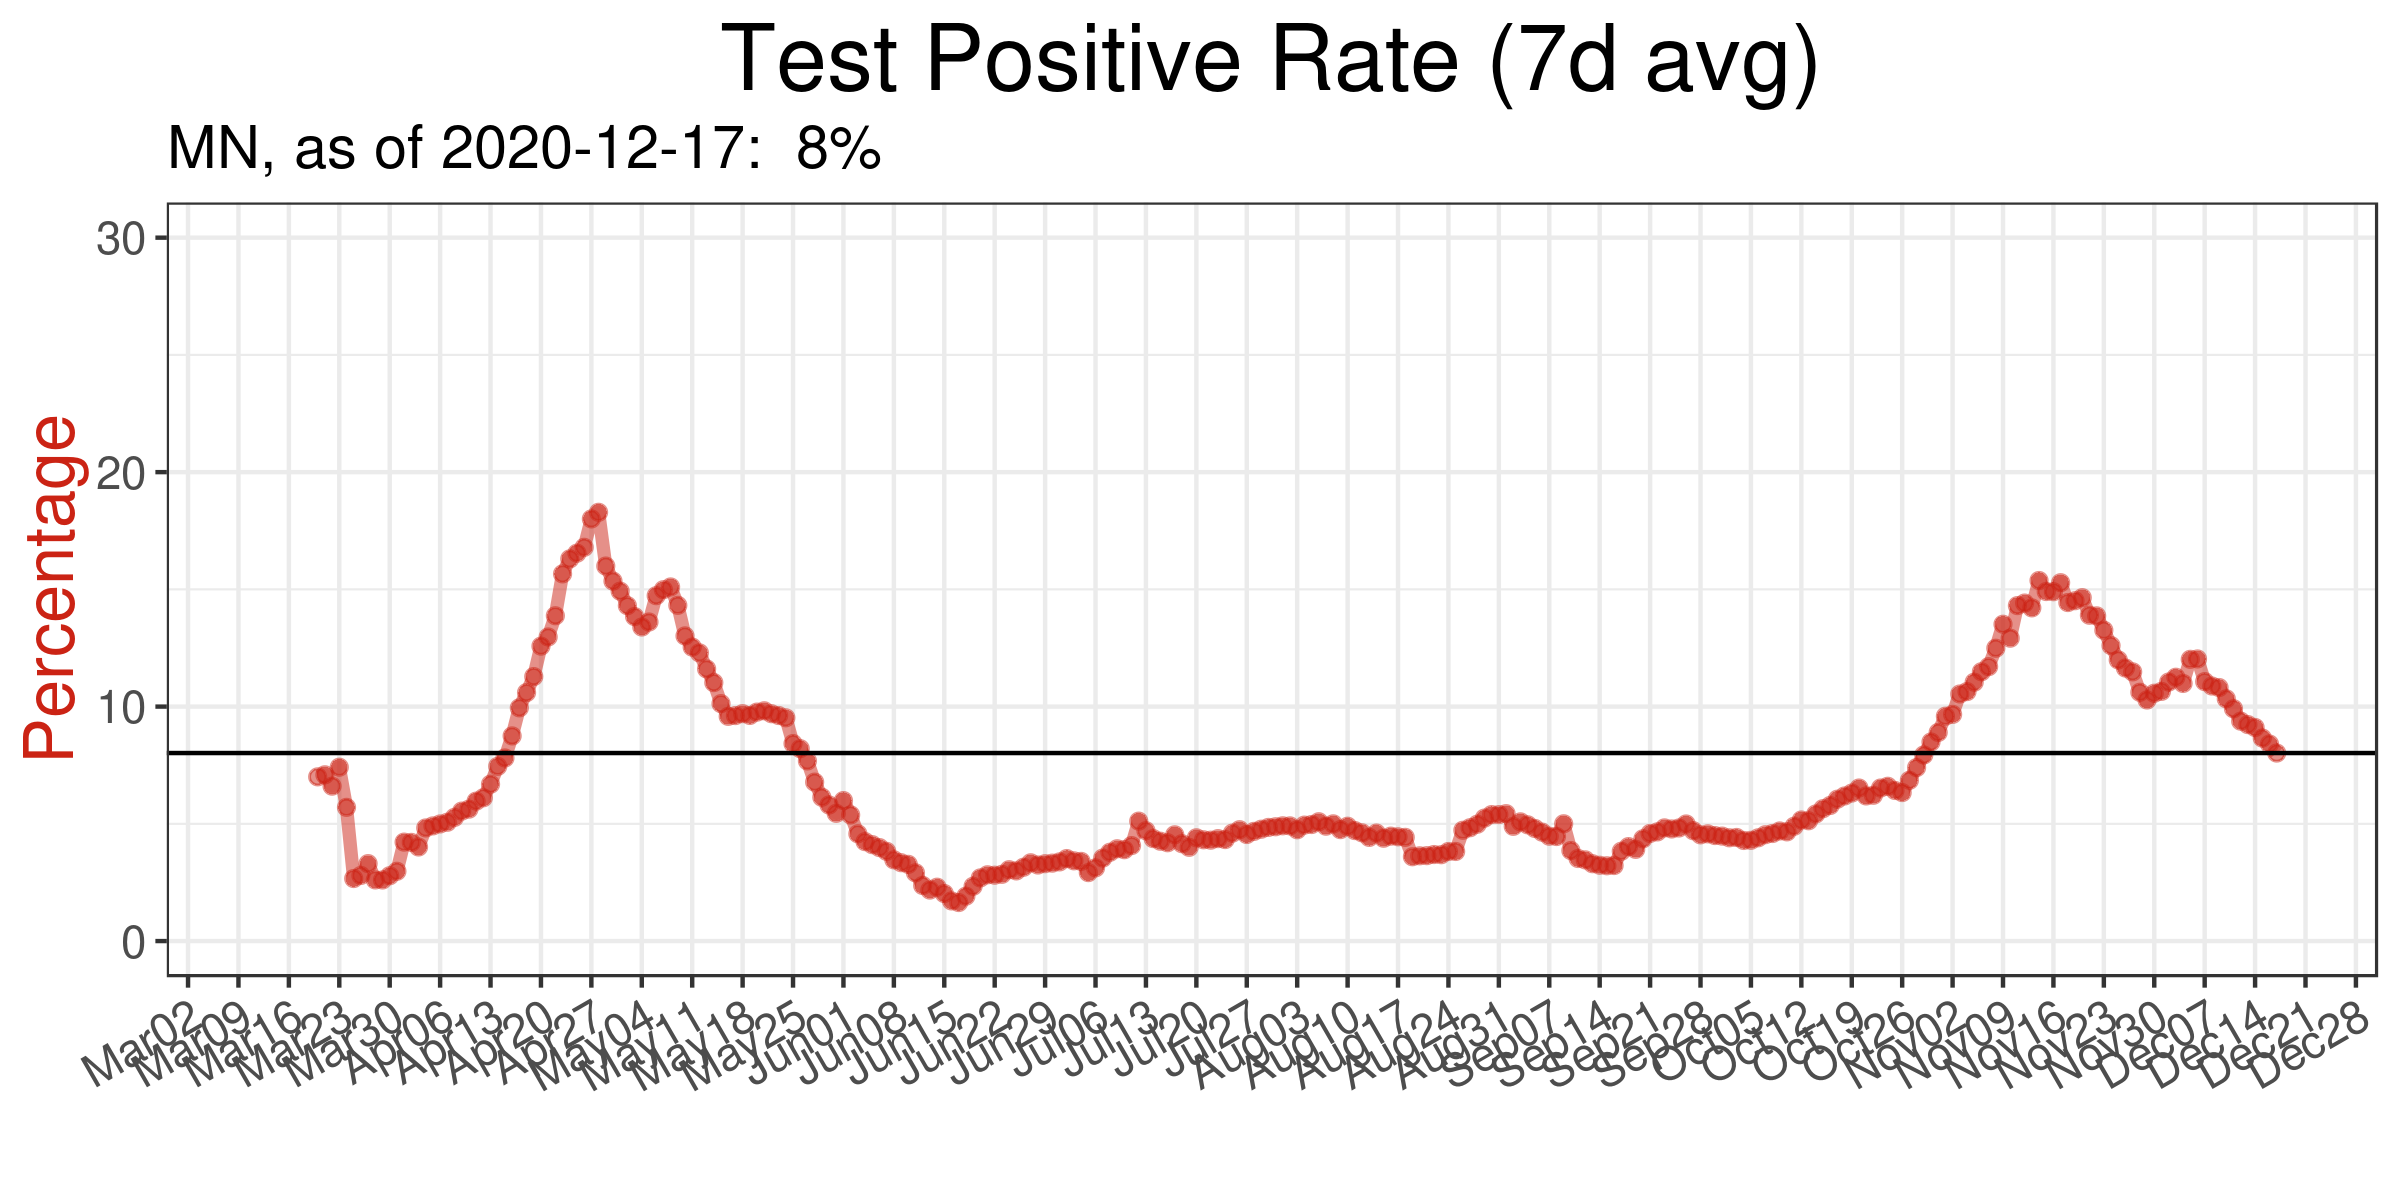 Test Positive Rate (7d avg)
MN, as of 2020-12-17: 8%
Percentage
30
20
10
0
Mar02
Mar09
Mar16
Mar23
Mar30
Apr06
Apr13
Apr20
Apr27
May04
May11
May18
May25
Jun01
Jun08
Jun15
Jun22
Jun29
Jul06
Jul13
Jul20
Jul27
Aug03
Aug10
Aug17
Aug24
Aug31
Sep07
Sep14
Sep21
Sep28
Oct05
Oct12
Oct19
Oct26
Nov02
Nov09
Nov16
Nov23
Nov30
Dec07
Dec14
Dec21
Dec28